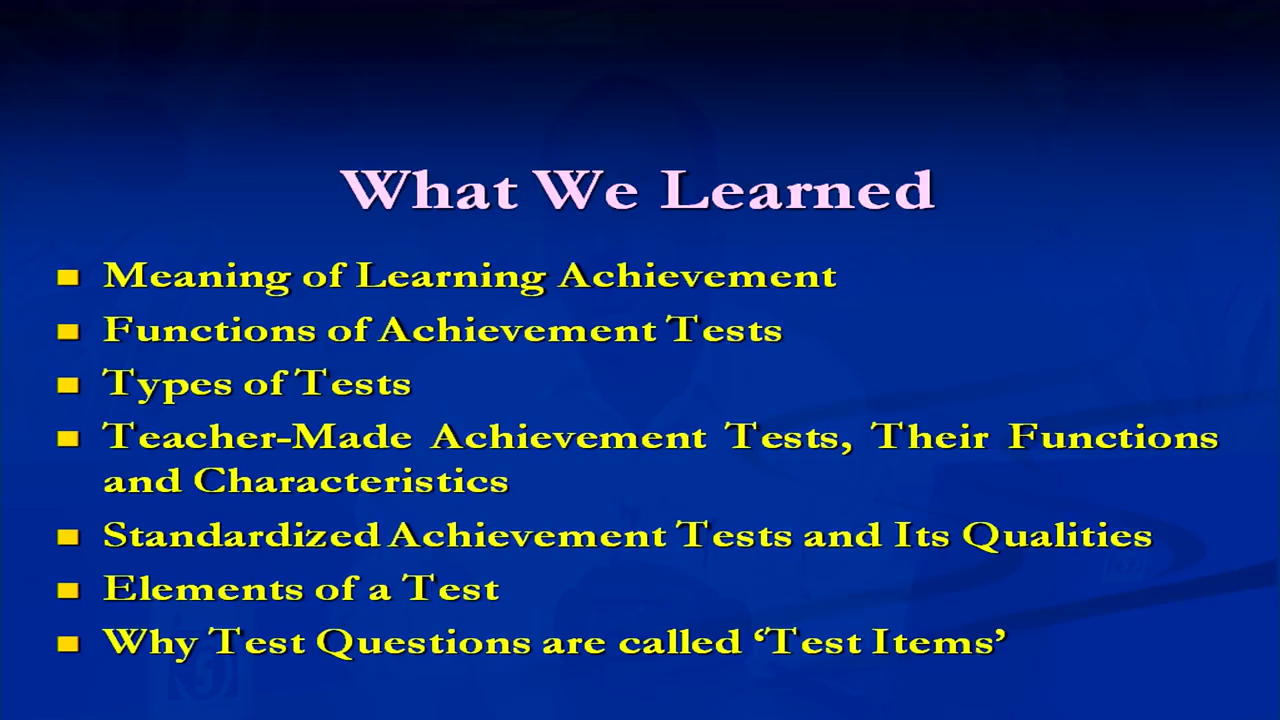 What We Learned
Meaning of Learning Achievement
Functions of Achievement Tests
Types of Tests
Teacher-Made Achievement Tests, Their Functions
and Characteristics
Standardized Achievement Tests and Its Qualities
Elements of a Test
Why Test Questions are called ‘Test Items’